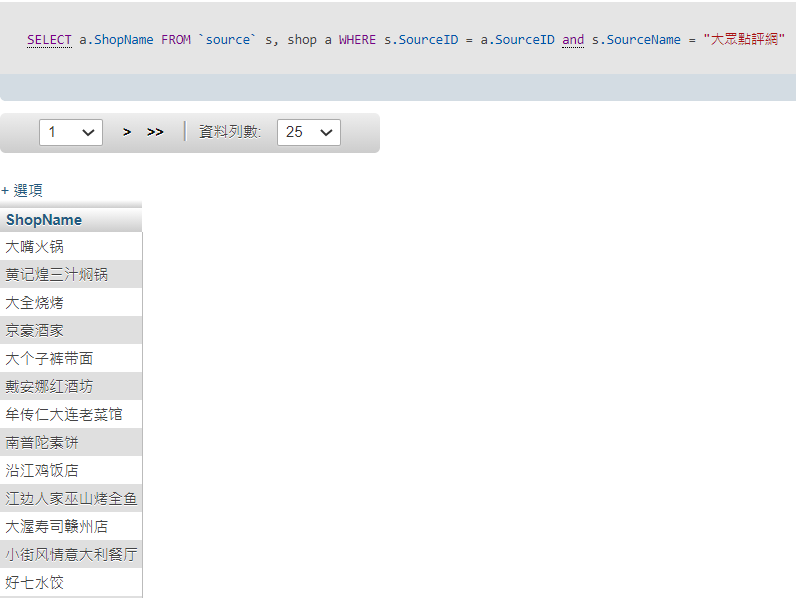 SELECT a.ShopName FROM `source` s, shop a WHERE s.SourceID = a.SourceID and s.SourceName = "大眾點評網"
1 > >> | 資料列數: 25
+ 選項
ShopName
大嘴火锅
黄记煌三汁焖锅
大全烧烤
京豪酒家
大个子裤带面
戴安娜红酒坊
牟传仁大连老菜馆
南普陀素饼
沿江鸡饭店
江边人家巫山烤全鱼
大渥寿司赣州店
小街风情意大利餐厅
好七水饺